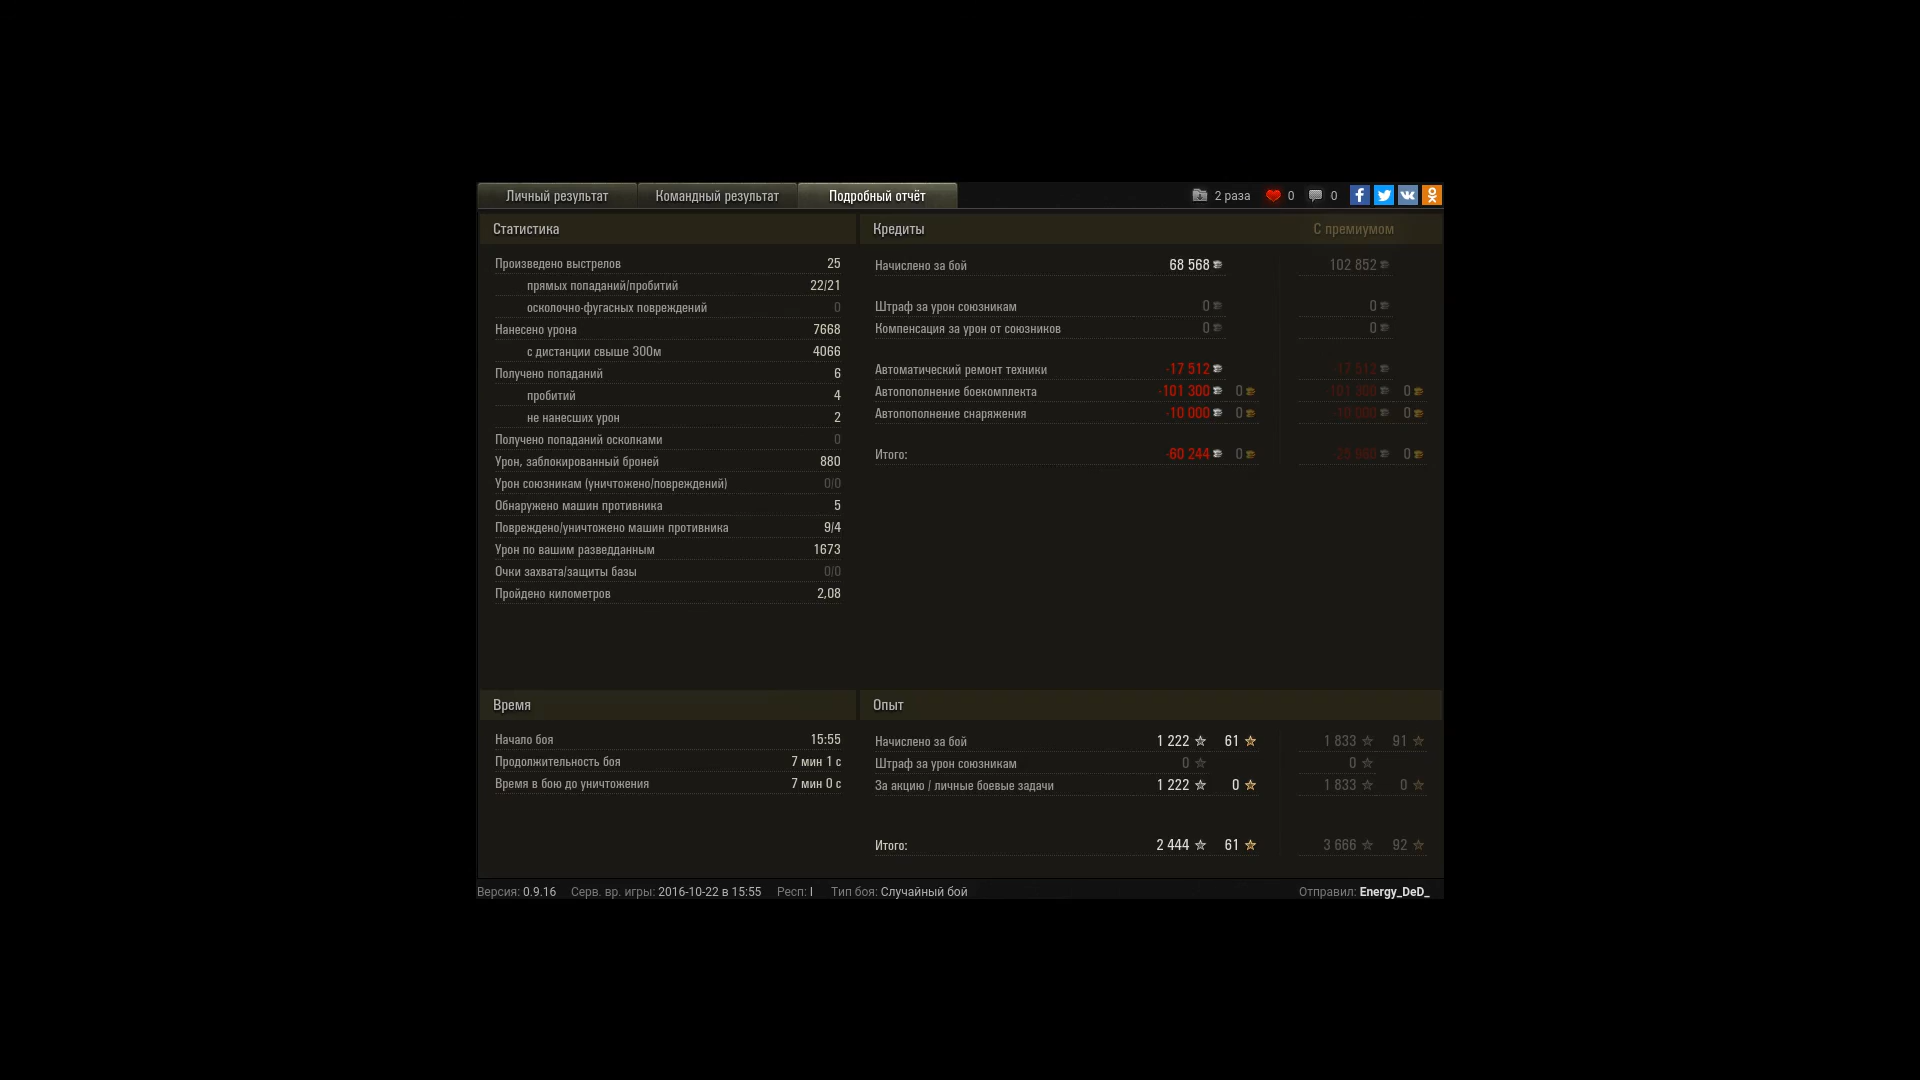 Личный результат Командный результат Подробный отчёт 2 раза 0 0
Статистика
Произведено выстрелов 25
прямых попаданий/пробитий 22/21
осколочно-фугасных повреждений 0
Нанесено урона 7668
с дистанции свыше 300м 4066
Получено попаданий 6
пробитий 4
не нанесших урон 2
Получено попаданий осколками 0
Урон, заблокированный броней 880
Урон союзникам (уничтожено/повреждений) 0/0
Обнаружено машин противника 5
Повреждено/уничтожено машин противника 9/4
Урон по вашим разведданным 1673
Очки захвата/защиты базы 0/0
Пройдено километров 2,08
Кредиты С премиумом
Начислено за бой 68 568 102 852
Штраф за урон союзникам 0 0
Компенсация за урон от союзников 0 0
Автоматический ремонт техники -17 512 -17 512
Автопополнение боекомплекта -101 300 0 -101 300 0
Автопополнение снаряжения -10 000 0 -10 000 0
Итого: -60 244 0 -25 960 0
Время
Начало боя 15:55
Продолжительность боя 7 мин 1 с
Время в бою до уничтожения 7 мин 0 с
Опыт
Начислено за бой 1 222 61 1 833 91
Штраф за урон союзникам 0 0
За акцию / личные боевые задачи 1 222 0 1 833 0
Итого: 2 444 61 3 666 92
Версия: 0.9.16 Серв. вр. игры: 2016-10-22 в 15:55 Респ: I Тип боя: Случайный бой Отправил: Energy_DeD_